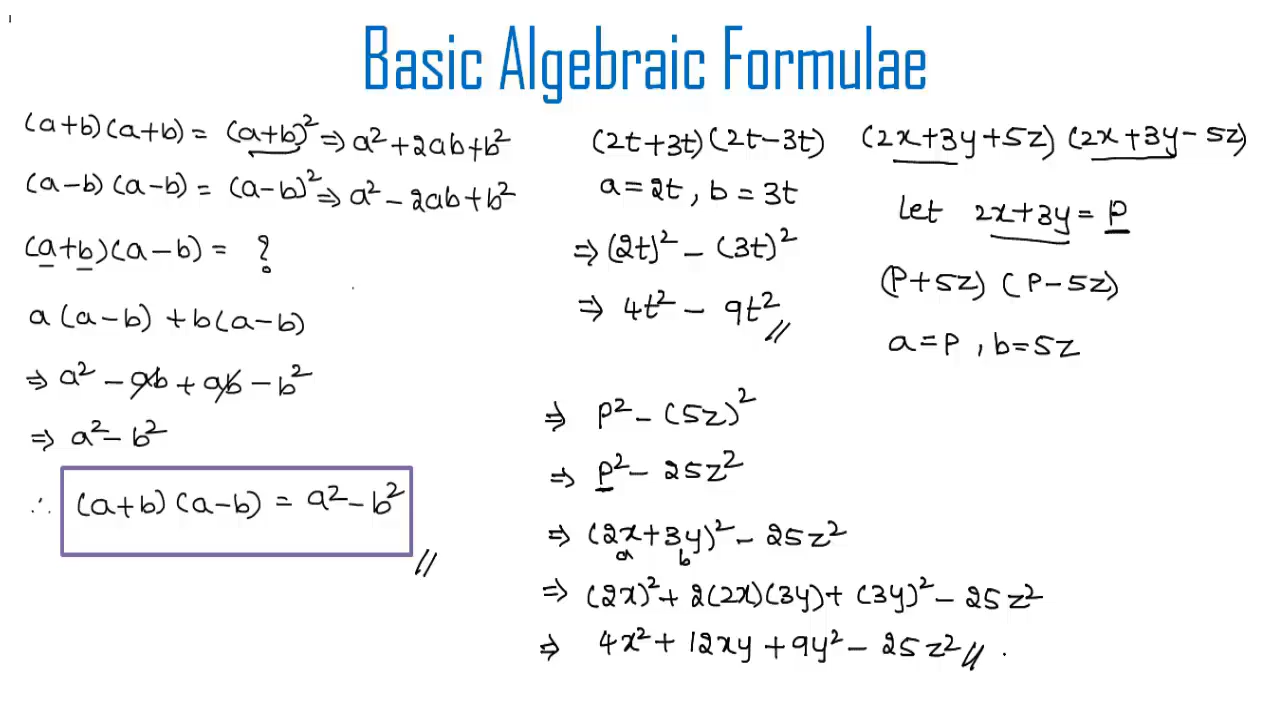 Basic Algebraic Formulae
(a+b)(a+b) = (a+b)² ⇒ a²+2ab+b²
(a-b)(a-b) = (a-b)² ⇒ a²-2ab+b²
(a+b)(a-b) = ?
a(a-b)+b(a-b)
⇒ a²-ab+ab-b²
⇒ a²-b²
∴ (a+b)(a-b) = a²-b² //
(2t+3t)(2t-3t)
a=2t, b=3t
⇒ (2t)²-(3t)²
⇒ 4t²-9t² //
(2x+3y+5z)(2x+3y-5z)
Let 2x+3y=P
(P+5z)(P-5z)
a=P, b=5z
⇒ P²-(5z)²
⇒ P²-25z²
⇒ (2x+3y)²-25z²
a b
⇒ (2x)²+2(2x)(3y)+(3y)²-25z²
⇒ 4x²+12xy+9y²-25z² //